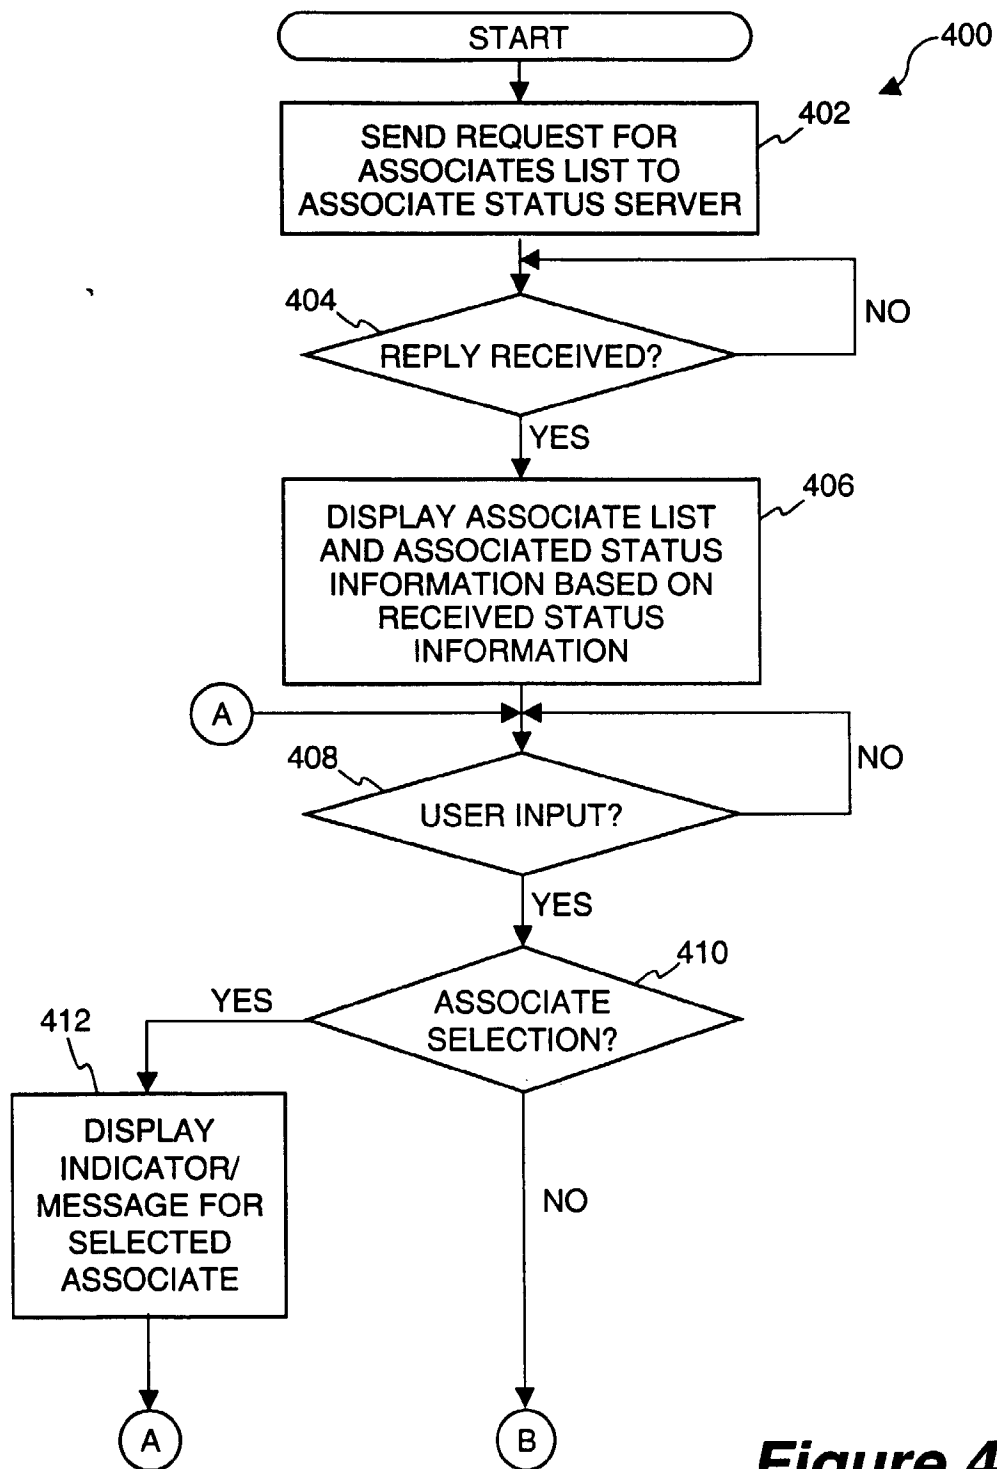 START
400
402
SEND REQUEST FOR
ASSOCIATES LIST TO
ASSOCIATE STATUS SERVER
404
NO
REPLY RECEIVED?
YES
406
DISPLAY ASSOCIATE LIST
AND ASSOCIATED STATUS
INFORMATION BASED ON
RECEIVED STATUS
INFORMATION
A
408
NO
USER INPUT?
YES
410
YES
ASSOCIATE
SELECTION?
412
DISPLAY
INDICATOR/
MESSAGE FOR
SELECTED
ASSOCIATE
NO
A
B
Figure 4